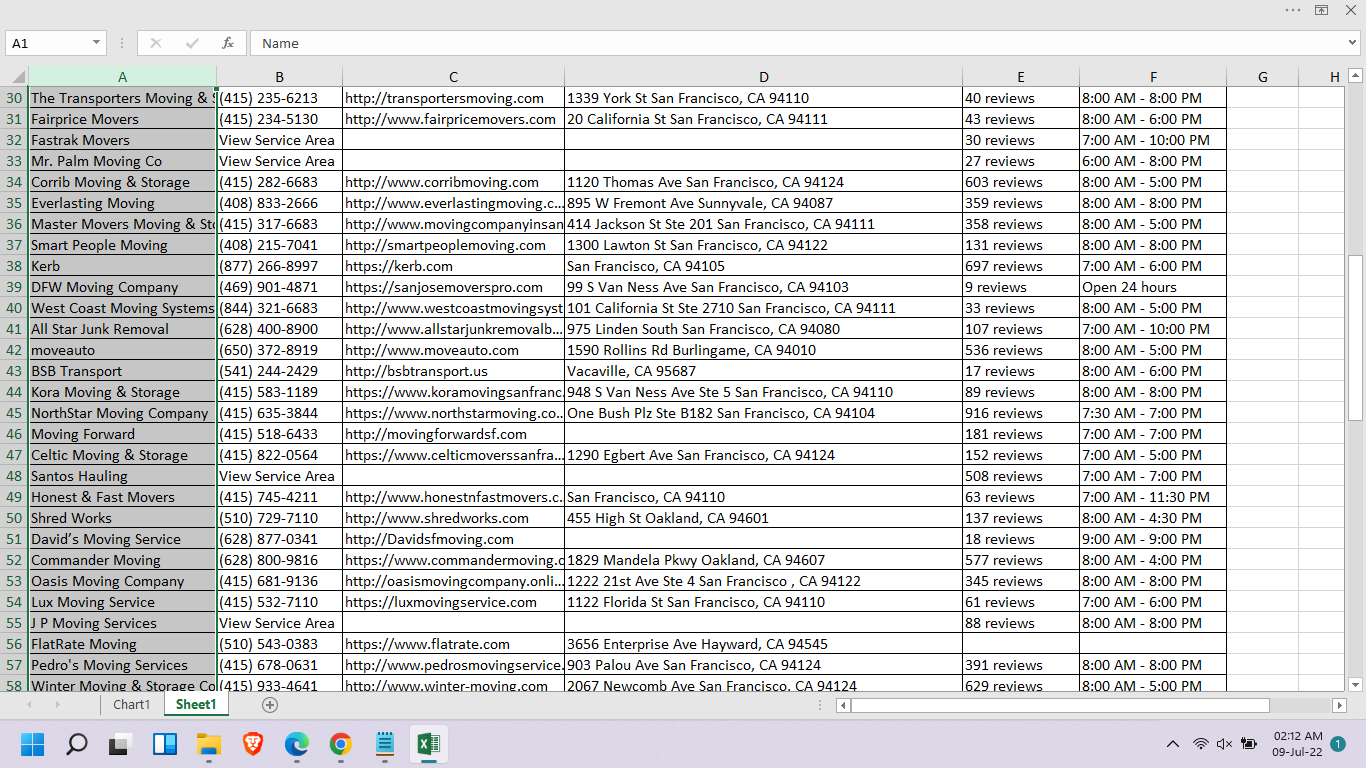 A1 fx Name
A B C D E F G H
30 The Transporters Moving & S (415) 235-6213 http://transportersmoving.com 1339 York St San Francisco, CA 94110 40 reviews 8:00 AM - 8:00 PM
31 Fairprice Movers (415) 234-5130 http://www.fairpricemovers.com 20 California St San Francisco, CA 94111 43 reviews 8:00 AM - 6:00 PM
32 Fastrak Movers View Service Area 30 reviews 7:00 AM - 10:00 PM
33 Mr. Palm Moving Co View Service Area 27 reviews 6:00 AM - 8:00 PM
34 Corrib Moving & Storage (415) 282-6683 http://www.corribmoving.com 1120 Thomas Ave San Francisco, CA 94124 603 reviews 8:00 AM - 5:00 PM
35 Everlasting Moving (408) 833-2666 http://www.everlastingmoving.c... 895 W Fremont Ave Sunnyvale, CA 94087 359 reviews 8:00 AM - 8:00 PM
36 Master Movers Moving & Sto (415) 317-6683 http://www.movingcompanyinsan 414 Jackson St Ste 201 San Francisco, CA 94111 358 reviews 8:00 AM - 5:00 PM
37 Smart People Moving (408) 215-7041 http://smartpeoplemoving.com 1300 Lawton St San Francisco, CA 94122 131 reviews 8:00 AM - 8:00 PM
38 Kerb (877) 266-8997 https://kerb.com San Francisco, CA 94105 697 reviews 7:00 AM - 6:00 PM
39 DFW Moving Company (469) 901-4871 https://sanjosemoverspro.com 99 S Van Ness Ave San Francisco, CA 94103 9 reviews Open 24 hours
40 West Coast Moving Systems (844) 321-6683 http://www.westcoastmovingsyst 101 California St Ste 2710 San Francisco, CA 94111 33 reviews 8:00 AM - 5:00 PM
41 All Star Junk Removal (628) 400-8900 http://www.allstarjunkremovalb... 975 Linden South San Francisco, CA 94080 107 reviews 7:00 AM - 10:00 PM
42 moveauto (650) 372-8919 http://www.moveauto.com 1590 Rollins Rd Burlingame, CA 94010 536 reviews 8:00 AM - 5:00 PM
43 BSB Transport (541) 244-2429 http://bsbtransport.us Vacaville, CA 95687 17 reviews 8:00 AM - 6:00 PM
44 Kora Moving & Storage (415) 583-1189 http://www.koramovingsanfranc. 948 S Van Ness Ave Ste 5 San Francisco, CA 94110 89 reviews 8:00 AM - 8:00 PM
45 NorthStar Moving Company (415) 635-3844 http://www.northstarmoving.co... One Bush Plz Ste B182 San Francisco, CA 94104 916 reviews 7:30 AM - 7:00 PM
46 Moving Forward (415) 518-6433 http://movingforwardsf.com 181 reviews 7:00 AM - 7:00 PM
47 Celtic Moving & Storage (415) 822-0564 http://www.celticmoverssanfra... 1290 Egbert Ave San Francisco, CA 94124 152 reviews 7:00 AM - 5:00 PM
48 Santos Hauling View Service Area 508 reviews 7:00 AM - 7:00 PM
49 Honest & Fast Movers (415) 745-4211 http://www.honestnfastmovers.c. San Francisco, CA 94110 63 reviews 7:00 AM - 11:30 PM
50 Shred Works (510) 729-7110 http://www.shredworks.com 455 High St Oakland, CA 94601 137 reviews 8:00 AM - 4:30 PM
51 David’s Moving Service (628) 877-0341 http://Davidsfmoving.com 18 reviews 9:00 AM - 9:00 PM
52 Commander Moving (628) 800-9816 http://www.commandermoving.c 1829 Mandela Pkwy Oakland, CA 94607 577 reviews 8:00 AM - 4:00 PM
53 Oasis Moving Company (415) 681-9136 http://oasismovingcompany.onli... 1222 21st Ave Ste 4 San Francisco , CA 94122 345 reviews 8:00 AM - 8:00 PM
54 Lux Moving Service (415) 532-7110 https://luxmovingservice.com 1122 Florida St San Francisco, CA 94110 61 reviews 7:00 AM - 6:00 PM
55 J P Moving Services View Service Area 88 reviews 8:00 AM - 8:00 PM
56 FlatRate Moving (510) 543-0383 https://www.flatrate.com 3656 Enterprise Ave Hayward, CA 94545
57 Pedro's Moving Services (415) 678-0631 http://www.pedrosmovingservice. 903 Palou Ave San Francisco, CA 94124 391 reviews 8:00 AM - 8:00 PM
58 Winter Moving & Storage Co (415) 933-4641 http://www.winter-moving.com 2067 Newcomb Ave San Francisco, CA 94124 629 reviews 8:00 AM - 5:00 PM
Chart1 Sheet1
02:12 AM
09-Jul-22 1